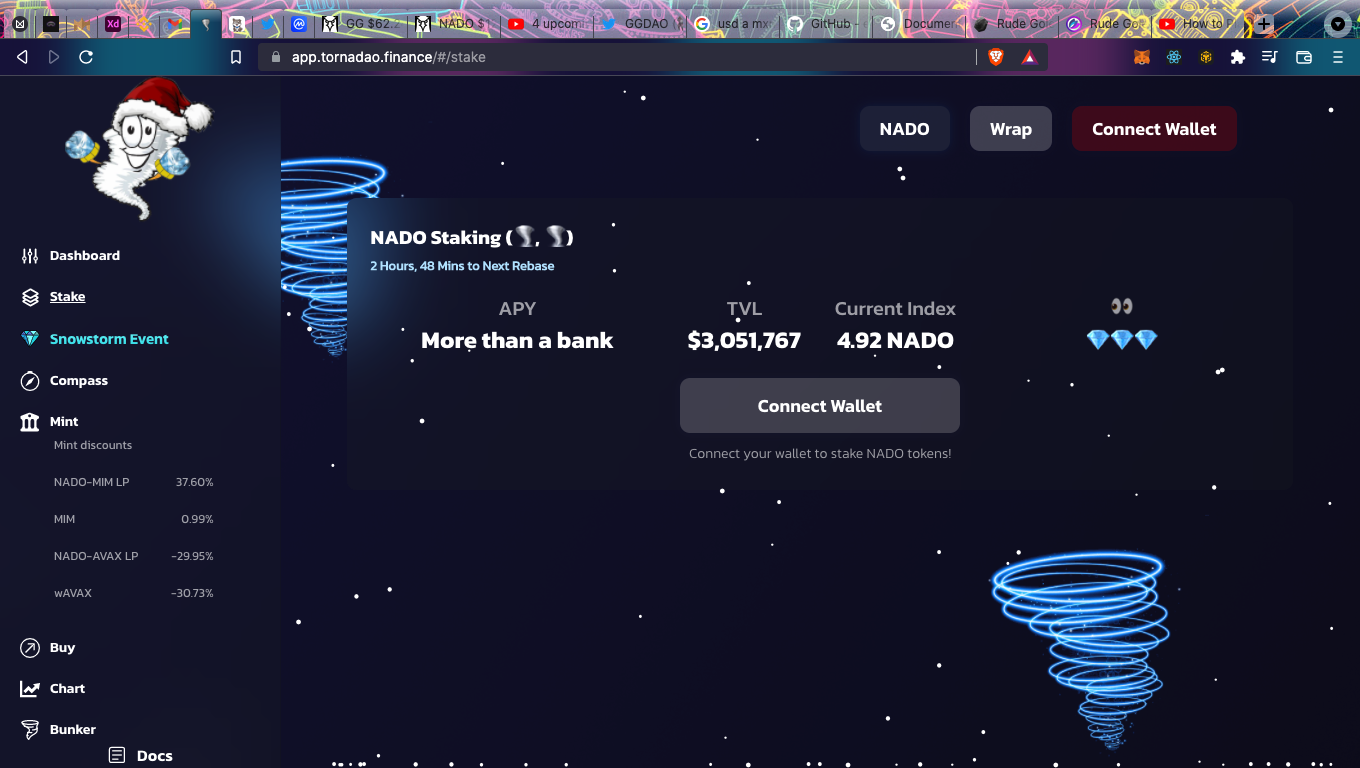 Xd
GG $62.
NADO $
4 upcomi
GGDAO
usd a mx
GitHub -
Documen
Rude Go
Rude Go
How to
app.tornadao.finance/#/stake
NADO
Wrap
Connect Wallet
Dashboard
Stake
Snowstorm Event
Compass
Mint
Mint discounts
NADO-MIM LP 37.60%
MIM 0.99%
NADO-AVAX LP -29.95%
wAVAX -30.73%
Buy
Chart
Bunker
Docs
NADO Staking (🌪️, 🌪️)
2 Hours, 48 Mins to Next Rebase
APY TVL Current Index 👀
More than a bank $3,051,767 4.92 NADO 💎💎💎
Connect Wallet
Connect your wallet to stake NADO tokens!